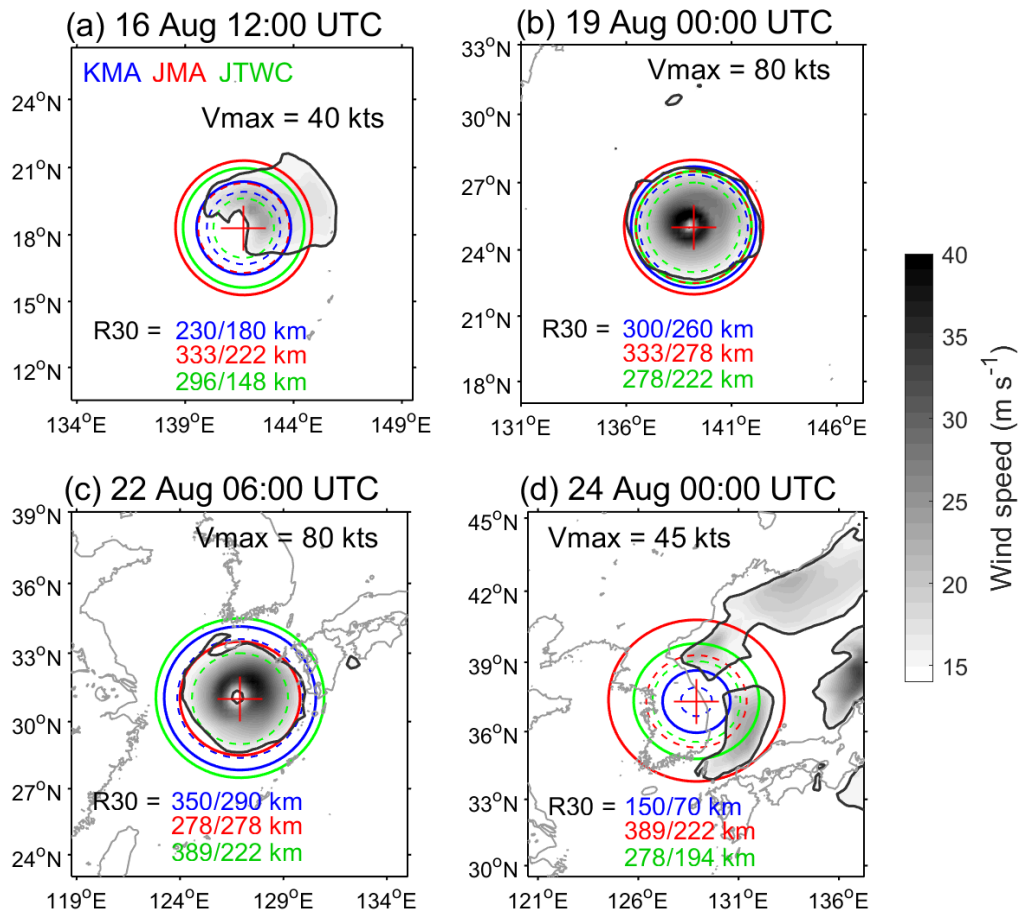 (a) 16 Aug 12:00 UTC
KMA JMA JTWC
Vmax = 40 kts
24°N
21°N
18°N
15°N
12°N
R30 = 230/180 km
333/222 km
296/148 km
134°E 139°E 144°E 149°E
(b) 19 Aug 00:00 UTC
33°N
Vmax = 80 kts
30°N
27°N
24°N
21°N
18°N
R30 = 300/260 km
333/278 km
278/222 km
131°E 136°E 141°E 146°E
(c) 22 Aug 06:00 UTC
39°N
Vmax = 80 kts
36°N
33°N
30°N
27°N
24°N
R30 = 350/290 km
278/278 km
389/222 km
119°E 124°E 129°E 134°E
(d) 24 Aug 00:00 UTC
45°N
Vmax = 45 kts
42°N
39°N
36°N
33°N
30°N
R30 = 150/70 km
389/222 km
278/194 km
121°E 126°E 131°E 136°E
40
35
30
25
20
15
Wind speed (m s⁻¹)